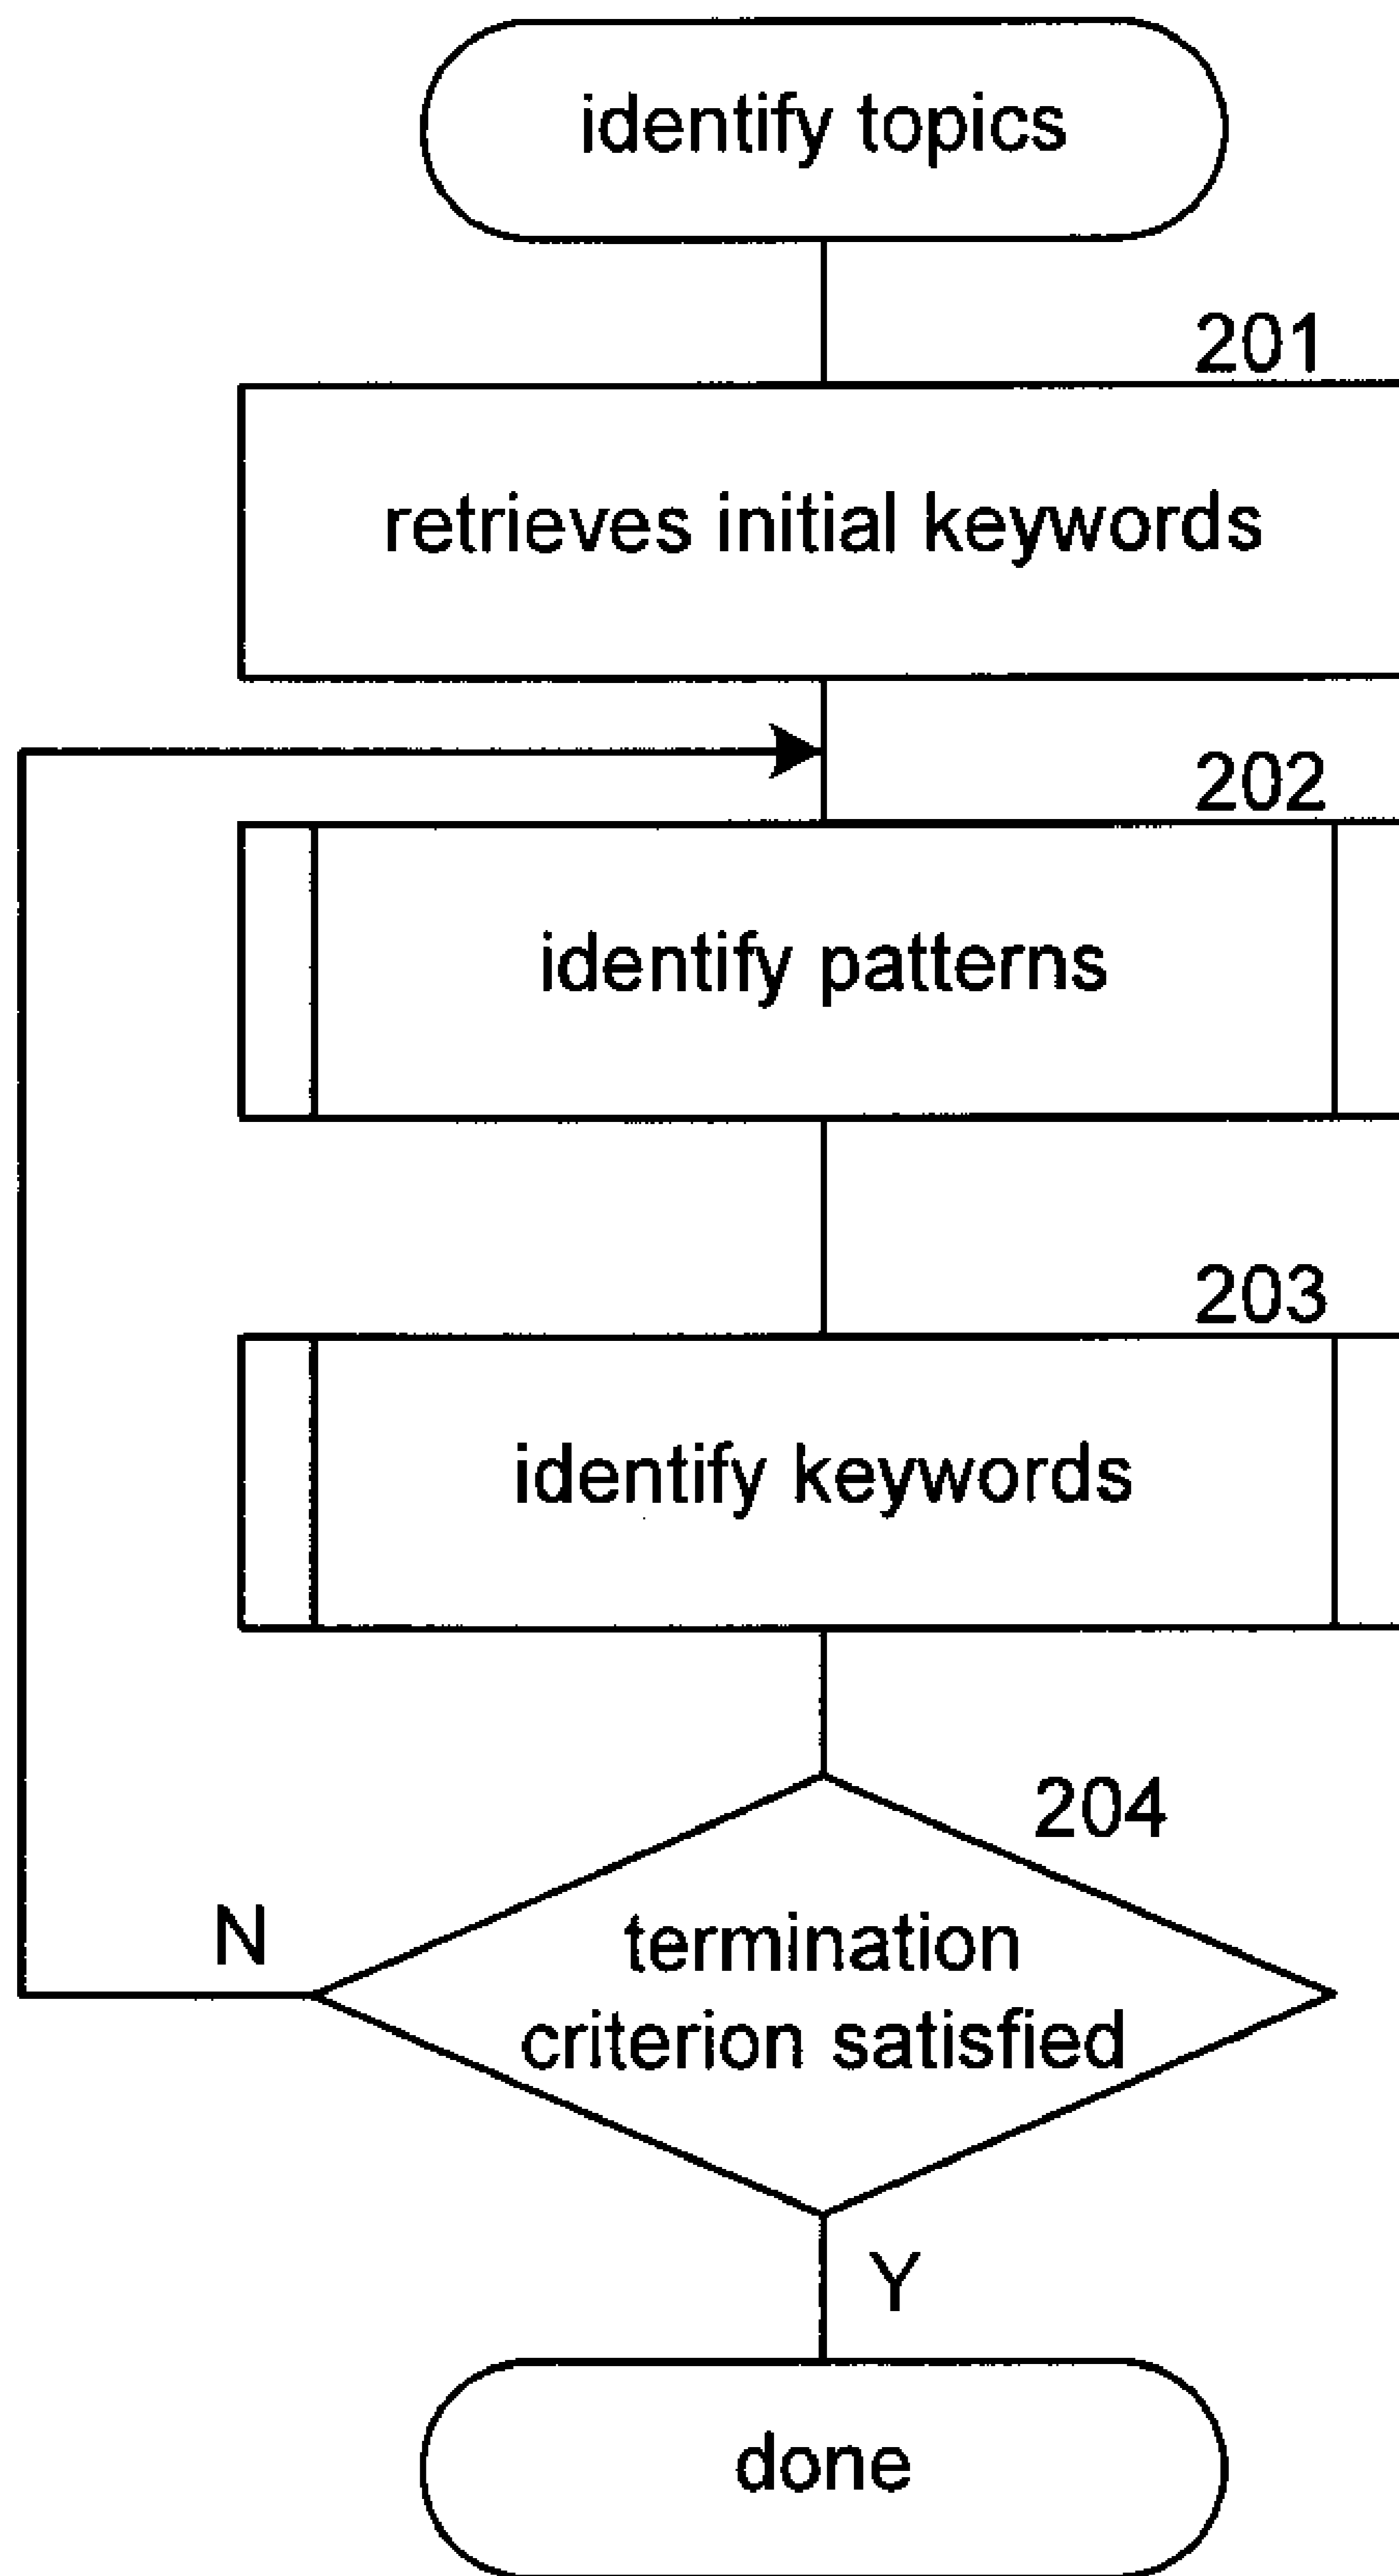 identify topics
201
retrieves initial keywords
202
identify patterns
203
identify keywords
204
N
termination
criterion satisfied
Y
done